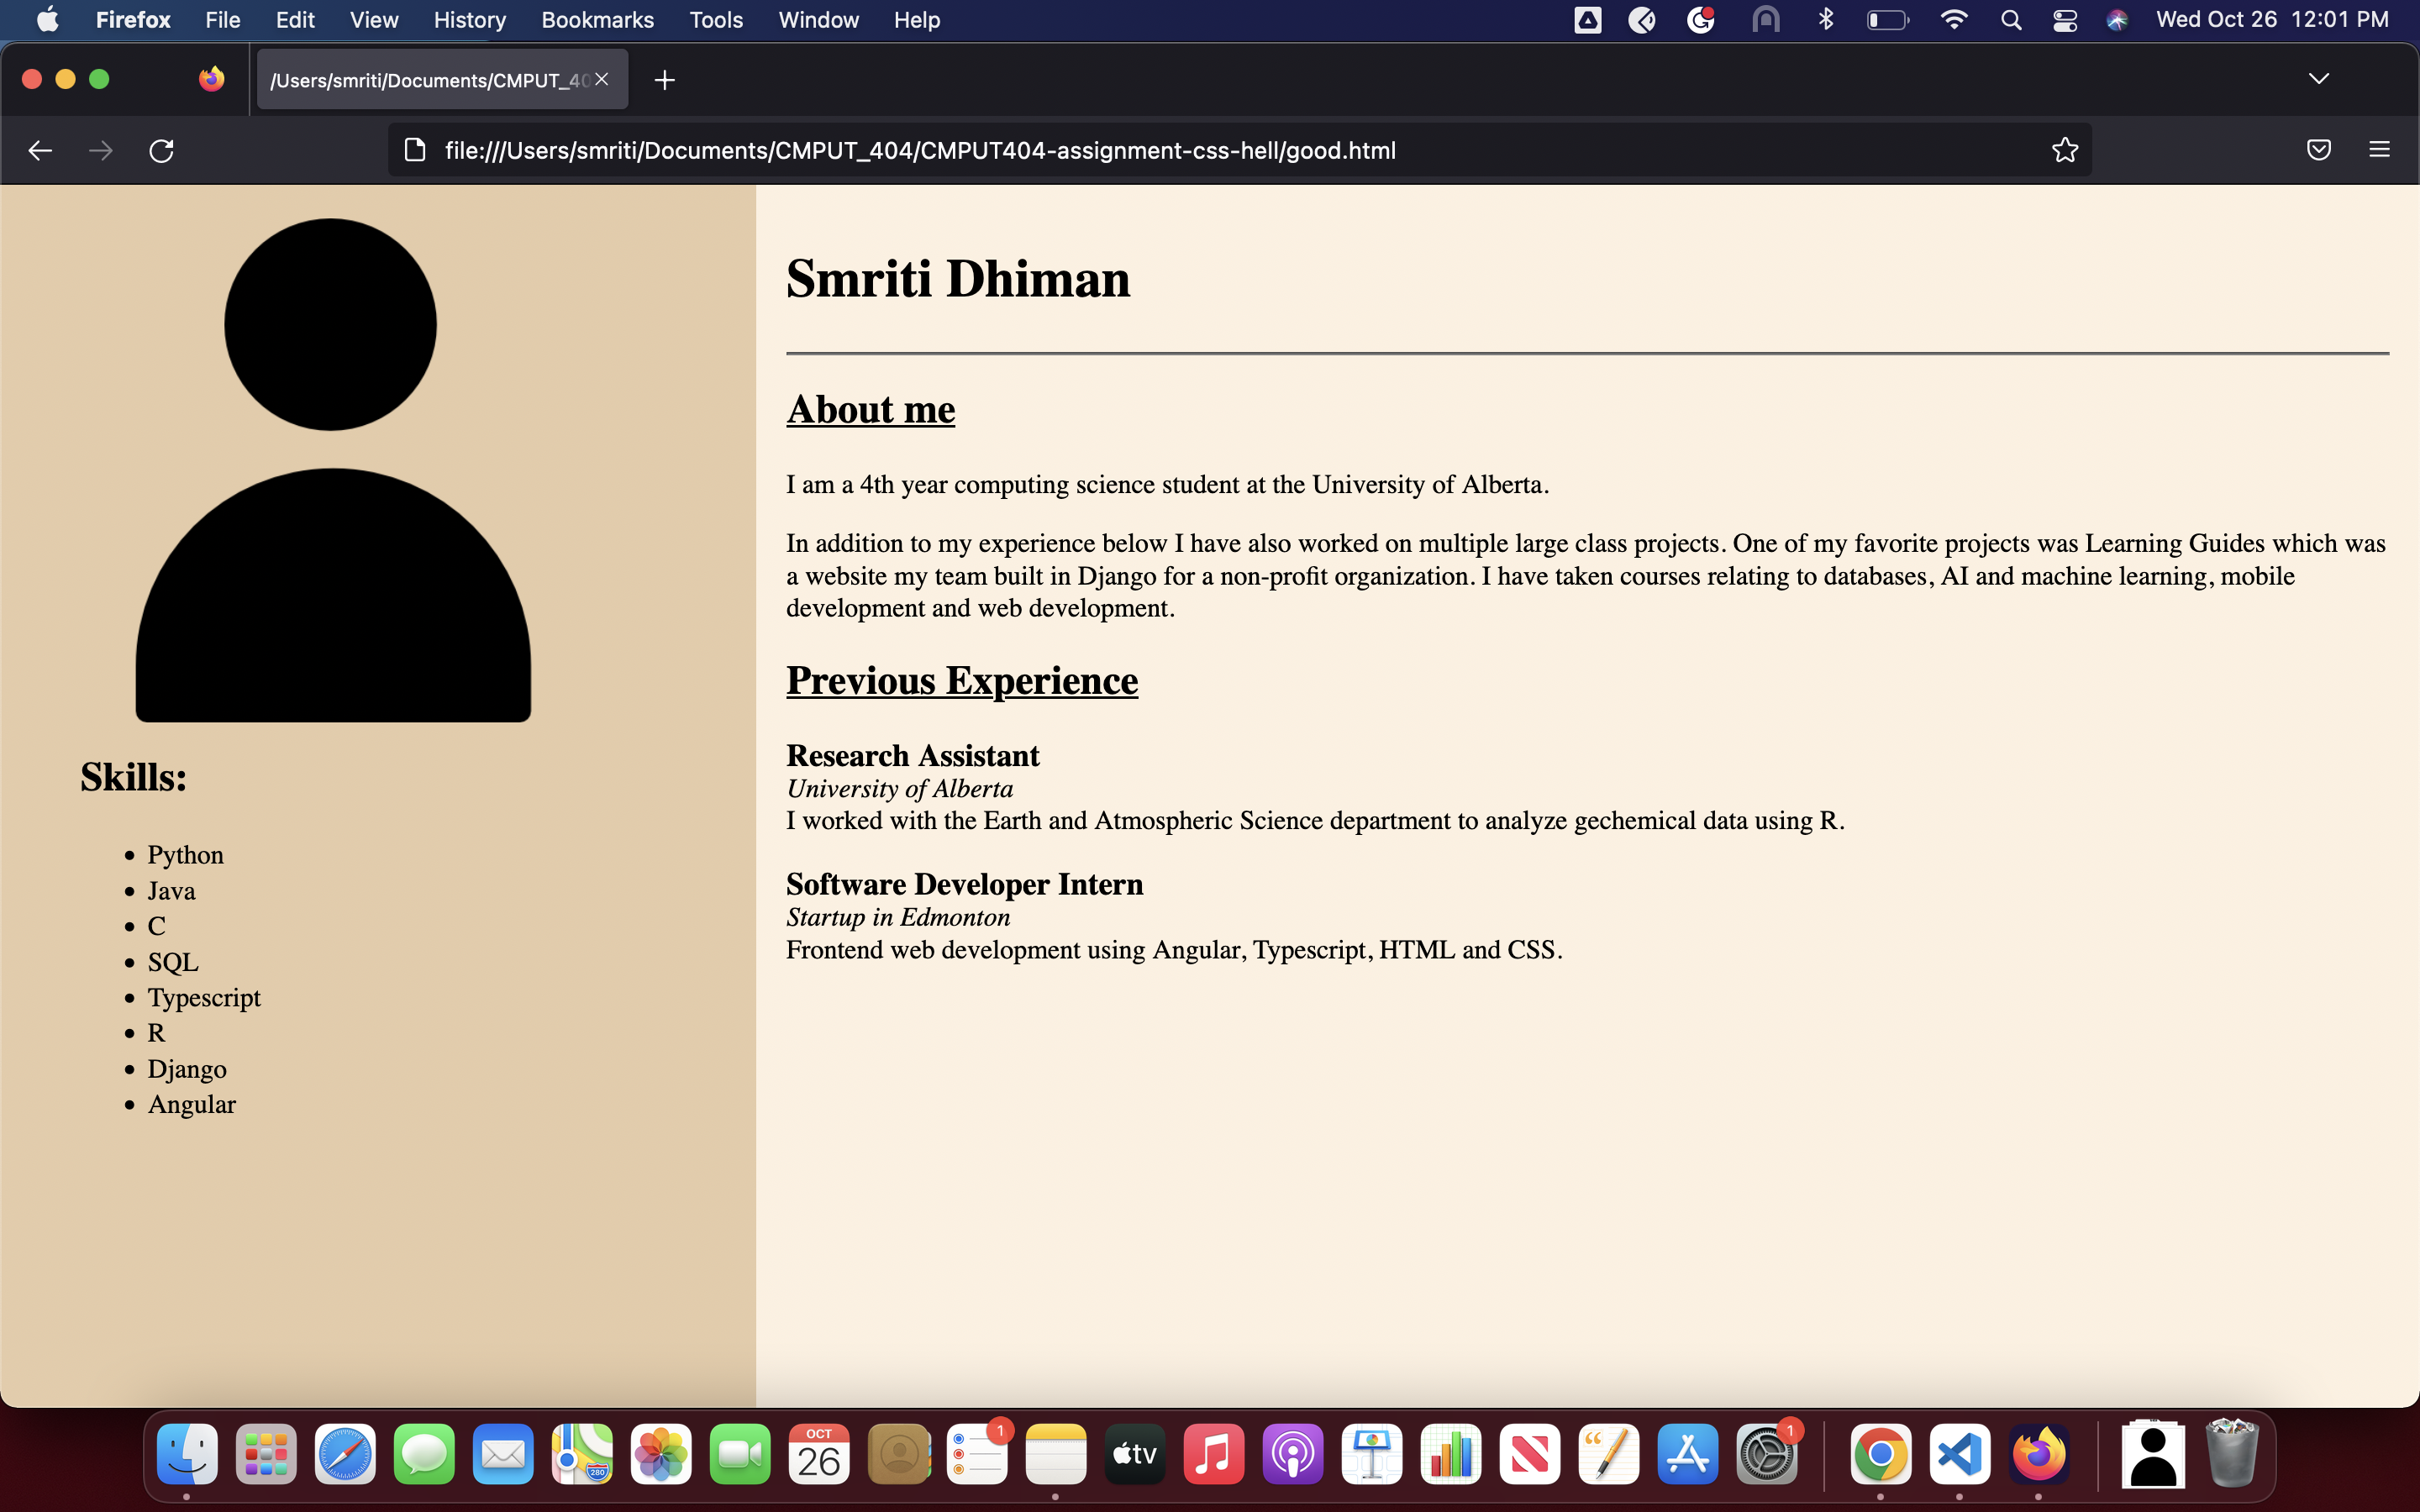 Firefox File Edit View History Bookmarks Tools Window Help Wed Oct 26 12:01 PM
/Users/smriti/Documents/CMPUT_40
file:///Users/smriti/Documents/CMPUT_404/CMPUT404-assignment-css-hell/good.html
Smriti Dhiman
About me
I am a 4th year computing science student at the University of Alberta.
In addition to my experience below I have also worked on multiple large class projects. One of my favorite projects was Learning Guides which was
a website my team built in Django for a non-profit organization. I have taken courses relating to databases, AI and machine learning, mobile
development and web development.
Previous Experience
Research Assistant
University of Alberta
I worked with the Earth and Atmospheric Science department to analyze gechemical data using R.
Software Developer Intern
Startup in Edmonton
Frontend web development using Angular, Typescript, HTML and CSS.
Skills:
Python
Java
C
SQL
Typescript
R
Django
Angular
280
OCT
26
1
tv
1